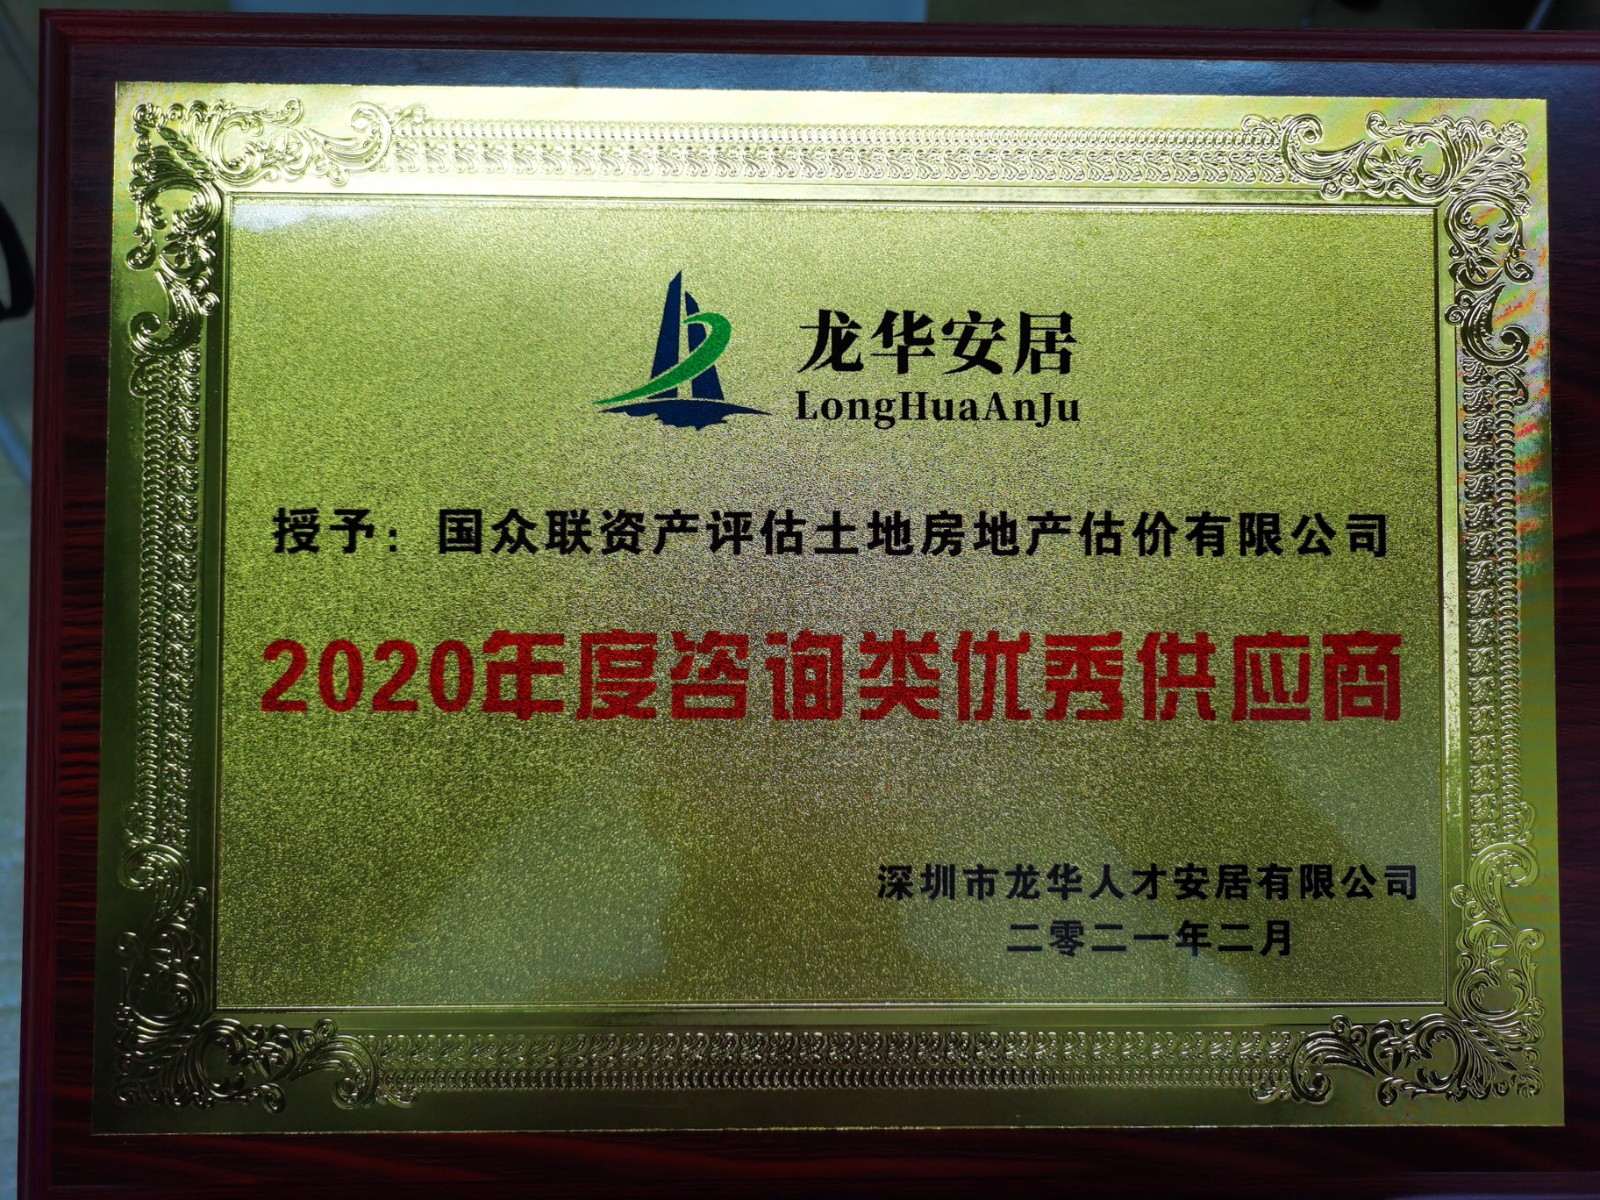 龙华安居
LongHuaAnJu
授予：国众联资产评估土地房地产估价有限公司
2020年度咨询类优秀供应商
深圳市龙华人才安居有限公司
二零二一年二月